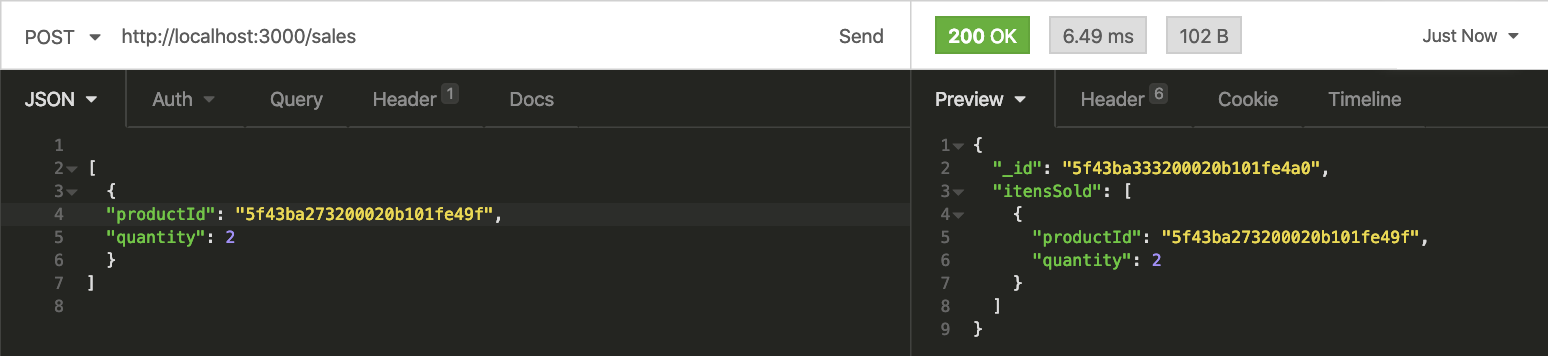 POST http://localhost:3000/sales Send 200 OK 6.49 ms 102 B Just Now
JSON Auth Query Header 1 Docs
Preview Header 6 Cookie Timeline
1
2 [
3 {
4 "productId": "5f43ba273200020b101fe49f",
5 "quantity": 2
6 }
7 ]
8
1 {
2 "_id": "5f43ba333200020b101fe4a0",
3 "itensSold": [
4 {
5 "productId": "5f43ba273200020b101fe49f",
6 "quantity": 2
7 }
8 ]
9 }